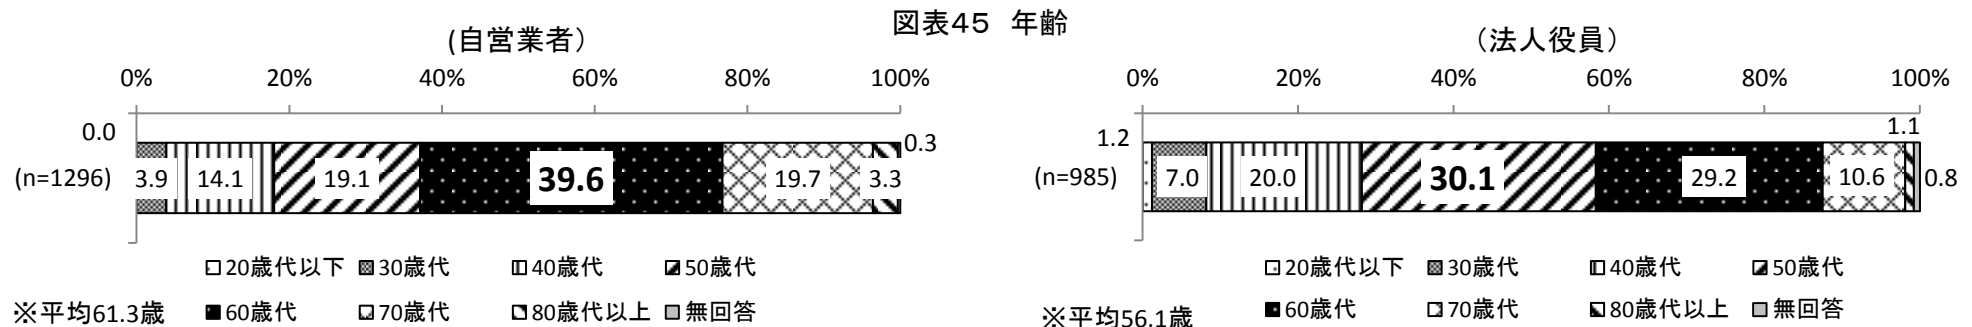 図表45 年齢
(自営業者)
0% 20% 40% 60% 80% 100%
0.0
0.3
(n=1296) 3.9 14.1 19.1 39.6 19.7 3.3
20歳代以下 30歳代 40歳代 50歳代
※平均61.3歳 60歳代 70歳代 80歳代以上 無回答
(法人役員)
0% 20% 40% 60% 80% 100%
1.2 1.1
(n=985) 7.0 20.0 30.1 29.2 10.6 0.8
20歳代以下 30歳代 40歳代 50歳代
※平均56.1歳 60歳代 70歳代 80歳代以上 無回答